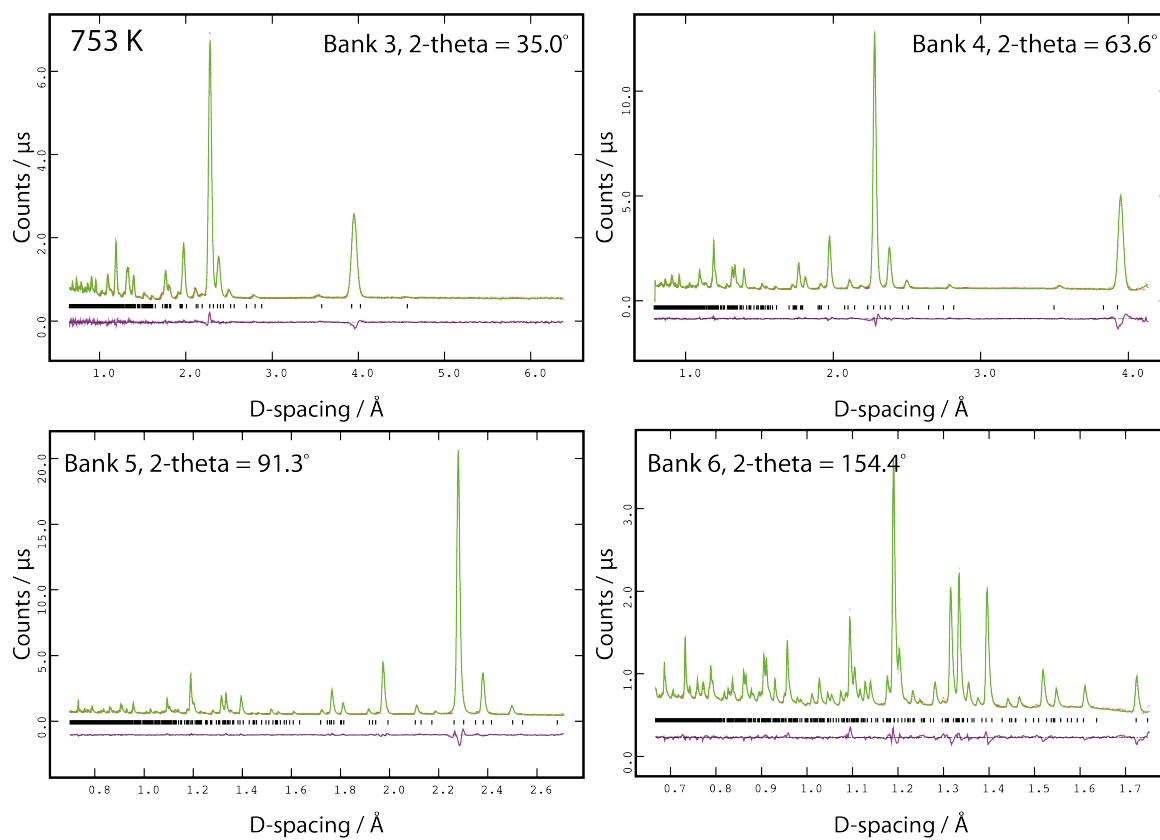 753 K
Bank 3, 2-theta = 35.0°
Counts / μs
6.0
4.0
2.0
0.0
1.0 2.0 3.0 4.0 5.0 6.0
D-spacing / Å
Bank 4, 2-theta = 63.6°
Counts / μs
10.0
5.0
0.0
1.0 2.0 3.0 4.0
D-spacing / Å
Bank 5, 2-theta = 91.3°
Counts / μs
20.0
15.0
10.0
5.0
0.0
0.8 1.0 1.2 1.4 1.6 1.8 2.0 2.2 2.4 2.6
D-spacing / Å
Bank 6, 2-theta = 154.4°
Counts / μs
3.0
2.0
1.0
0.0
0.7 0.8 0.9 1.0 1.1 1.2 1.3 1.4 1.5 1.6 1.7
D-spacing / Å